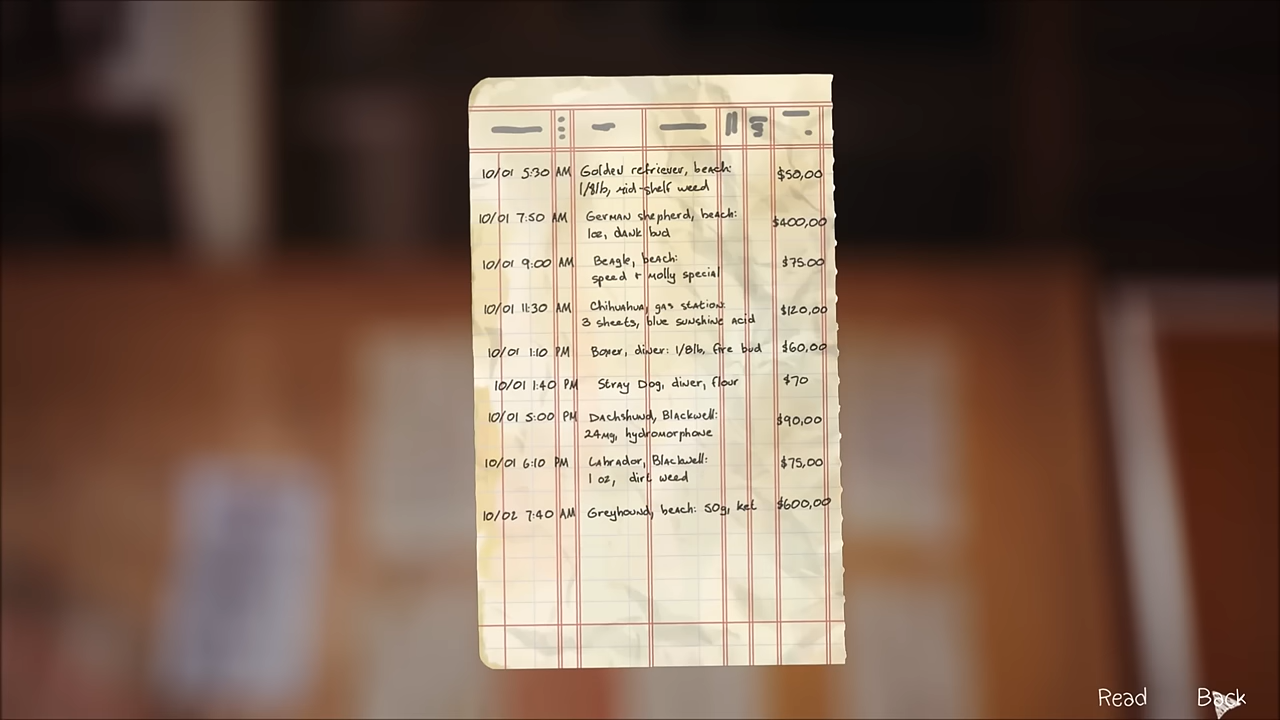 10/01 5:30 AM Golden retriever, beach: $50,00
1/8lb, mid-shelf weed
10/01 7:50 AM German shepherd, beach: $400,00
1oz, dank bud
10/01 9:00 AM Beagle, beach: $75.00
speed + molly special
10/01 11:30 AM Chihuahua, gas station: $120,00
3 sheets, blue sunshine acid
10/01 1:10 PM Boxer, diner: 1/8lb, fire bud $60,00
10/01 1:40 PM Stray Dog, diner, flour $70
10/01 5:00 PM Dachshund, Blackwell: $90,00
24mg, hydromorphone
10/01 6:10 PM Labrador, Blackwell: $75,00
1 oz, dirt weed
10/02 7:40 AM Greyhound, beach: 50g, ket $600,00
Read Back